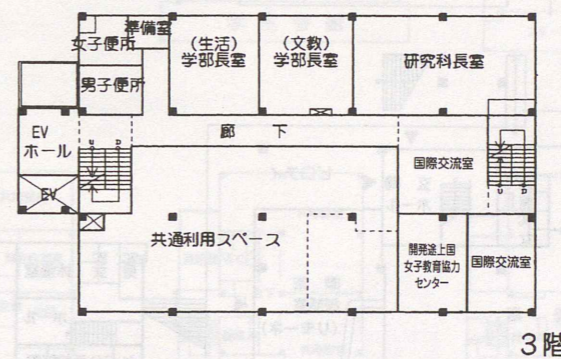 女子便所
準備室
(生活)
学部長室
(文教)
学部長室
研究科長室
男子便所
EV
ホール
廊 下
国際交流室
EV
共通利用スペース
開発途上国
女子教育協力
センター
国際交流室
3階